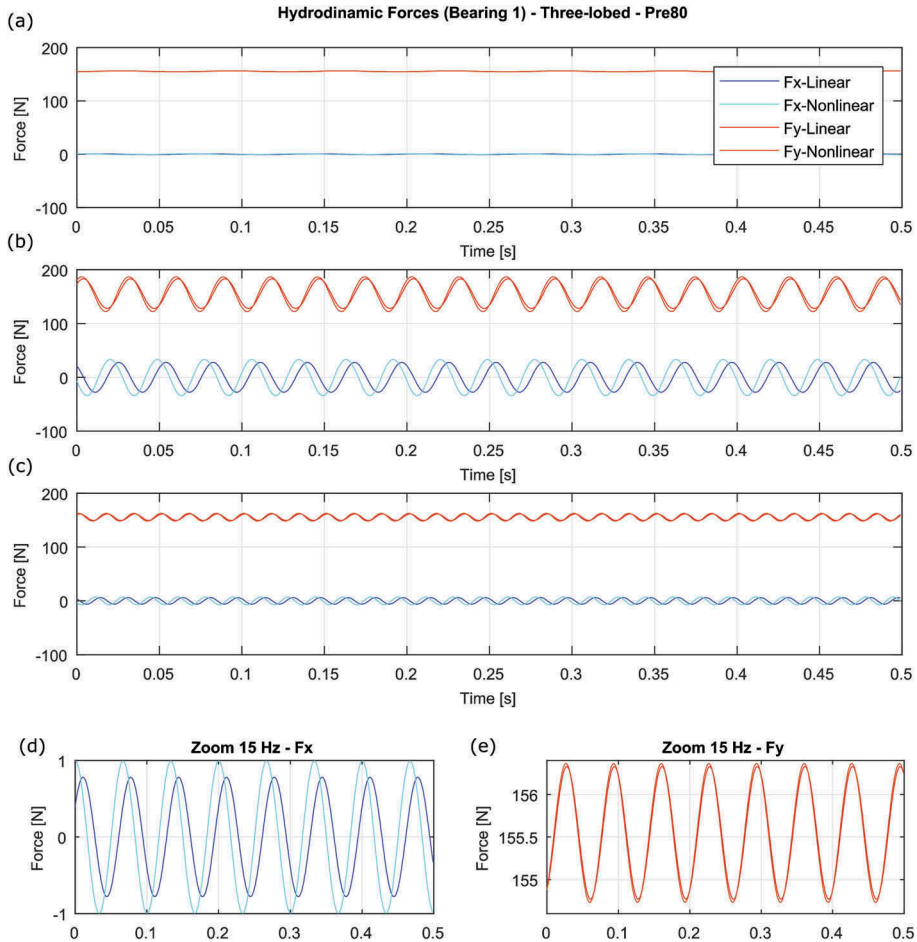 Hydrodinamic Forces (Bearing 1) - Three-lobed - Pre80
(a)
200
100
0
-100
Force [N]
Fx-Linear
Fx-Nonlinear
Fy-Linear
Fy-Nonlinear
0 0.05 0.1 0.15 0.2 0.25 0.3 0.35 0.4 0.45 0.5
Time [s]
(b)
200
100
0
-100
Force [N]
0 0.05 0.1 0.15 0.2 0.25 0.3 0.35 0.4 0.45 0.5
Time [s]
(c)
200
100
0
-100
Force [N]
0 0.05 0.1 0.15 0.2 0.25 0.3 0.35 0.4 0.45 0.5
Time [s]
(d)
Zoom 15 Hz - Fx
1
0
-1
Force [N]
0 0.1 0.2 0.3 0.4 0.5
(e)
Zoom 15 Hz - Fy
156
155.5
155
Force [N]
0 0.1 0.2 0.3 0.4 0.5